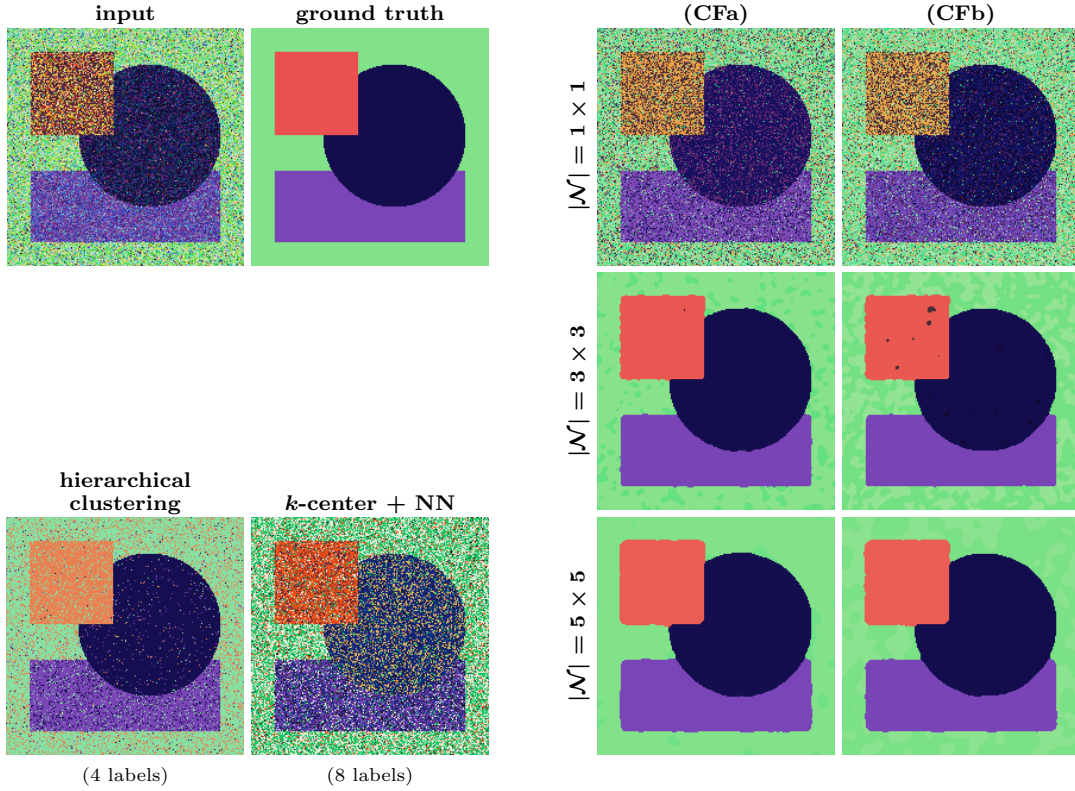 input
ground truth
(CFa)
(CFb)
|𝒩| = 1 × 1
|𝒩| = 3 × 3
hierarchical
clustering
k-center + NN
|𝒩| = 5 × 5
(4 labels)
(8 labels)